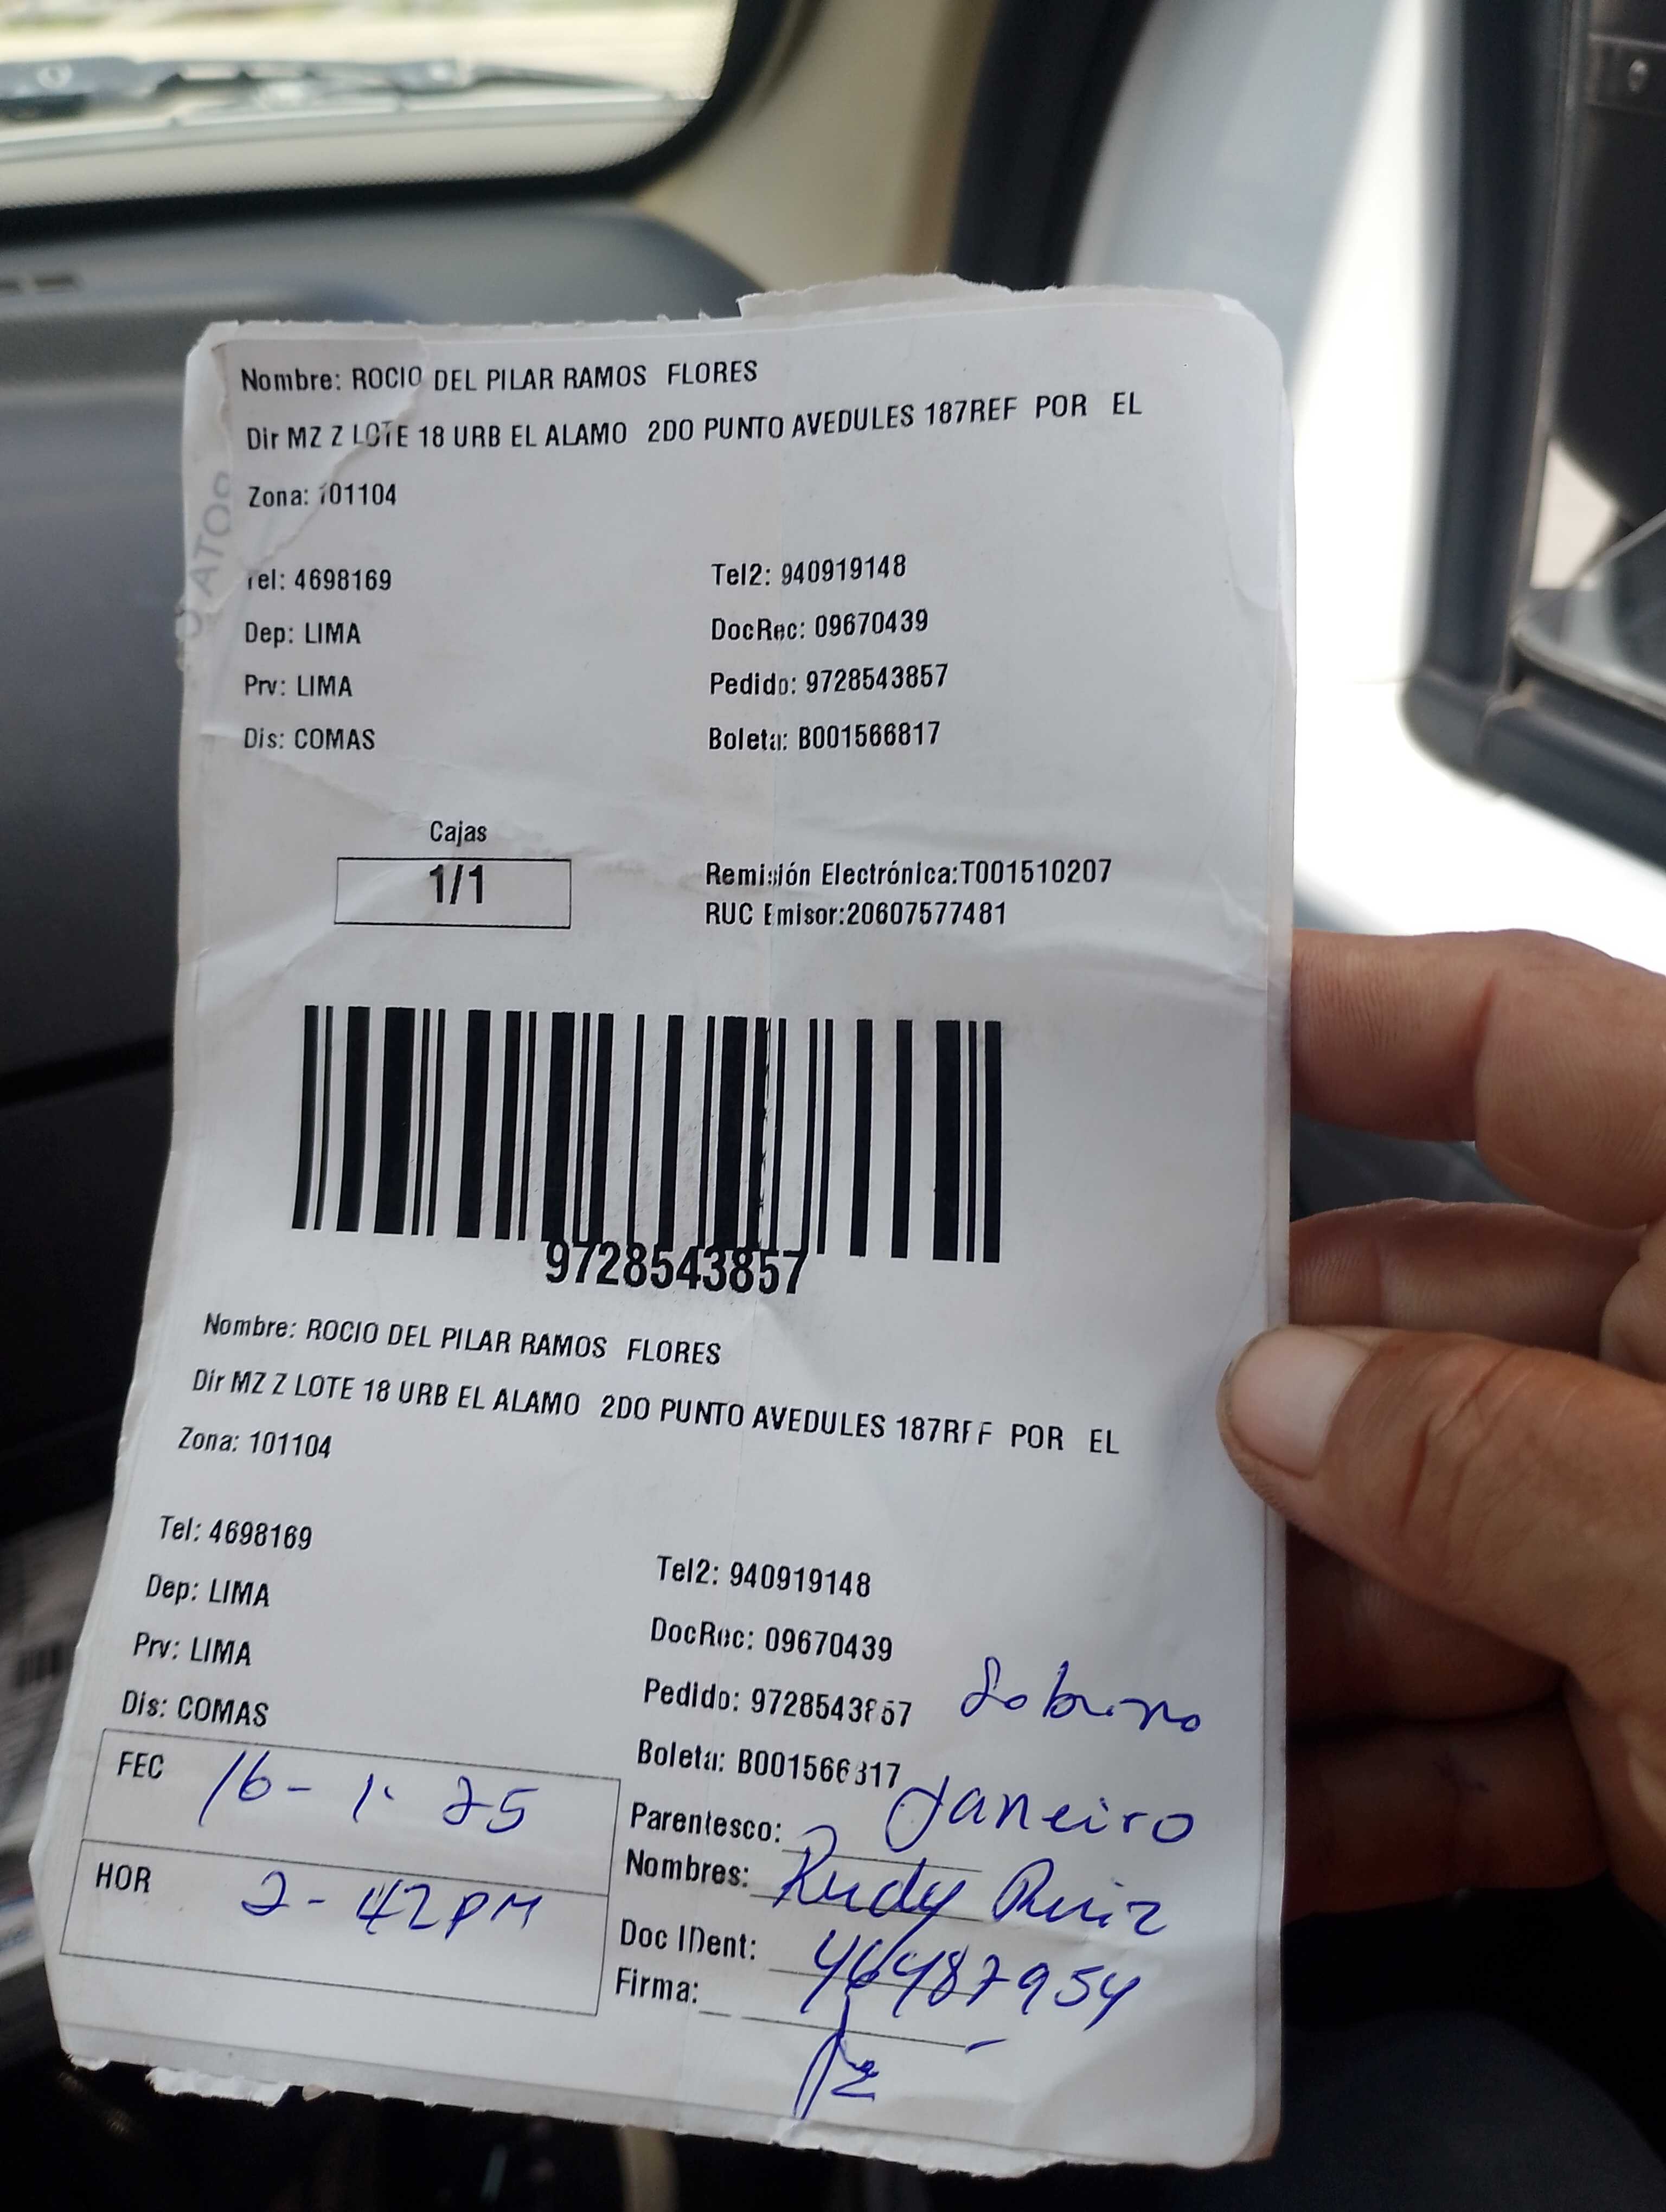 Nombre: ROCIO DEL PILAR RAMOS FLORES
Dir MZ Z LOTE 18 URB EL ALAMO 2DO PUNTO AVEDULES 187REF POR EL
Zona: 101104
Tel: 4698169 Tel2: 940919148
Dep: LIMA DocRec: 09670439
Prv: LIMA Pedido: 9728543857
Dis: COMAS Boleta: B001566817
Cajas
1/1
Remisión Electrónica:T001510207
RUC Emisor:20607577481
9728543857
Nombre: ROCIO DEL PILAR RAMOS FLORES
Dir MZ Z LOTE 18 URB EL ALAMO 2DO PUNTO AVEDULES 187REF POR EL
Zona: 101104
Tel: 4698169 Tel2: 940919148
Dep: LIMA DocRec: 09670439
Prv: LIMA Pedido: 9728543857
Dis: COMAS Boleta: B001566817
Sobrino
FEC 16-1-25
HOR 2-42PM
Parentesco: Janeiro
Nombres: Rudy Ruiz
Doc IDent: 46487954
Firma: